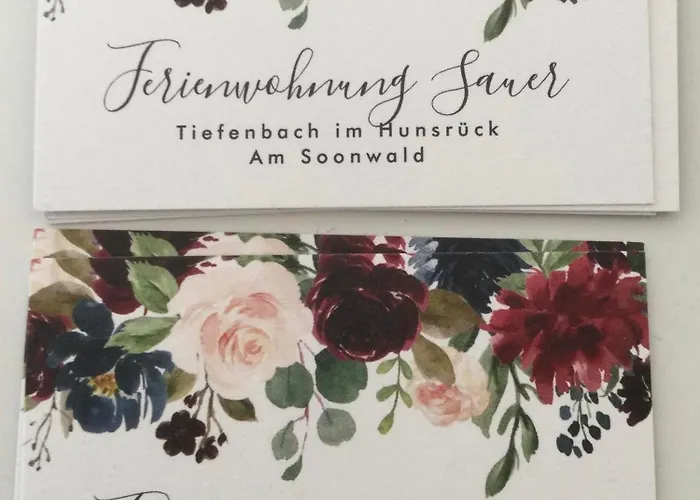 Ferienwohnung Sauer
Tiefenbach im Hunsrück
Am Soonwald